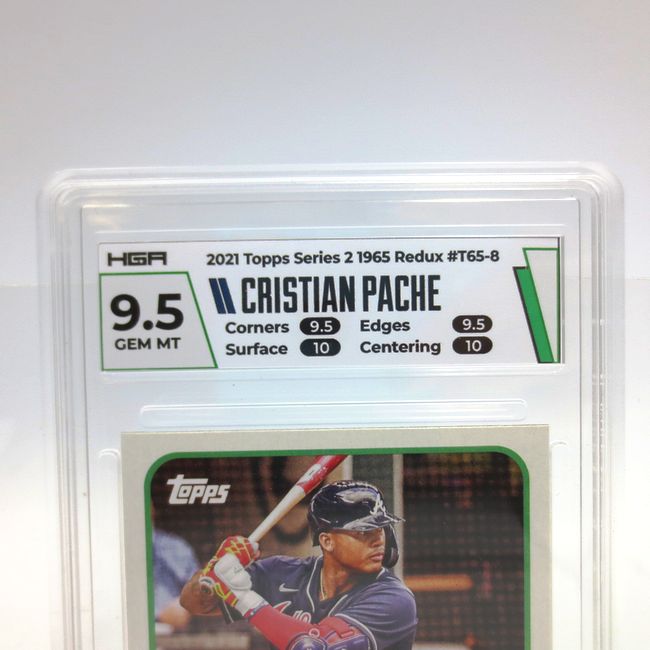 HGA
2021 Topps Series 2 1965 Redux #T65-8
9.5
GEM MT
CRISTIAN PACHE
Corners 9.5 Edges 9.5
Surface 10 Centering 10
topps
A